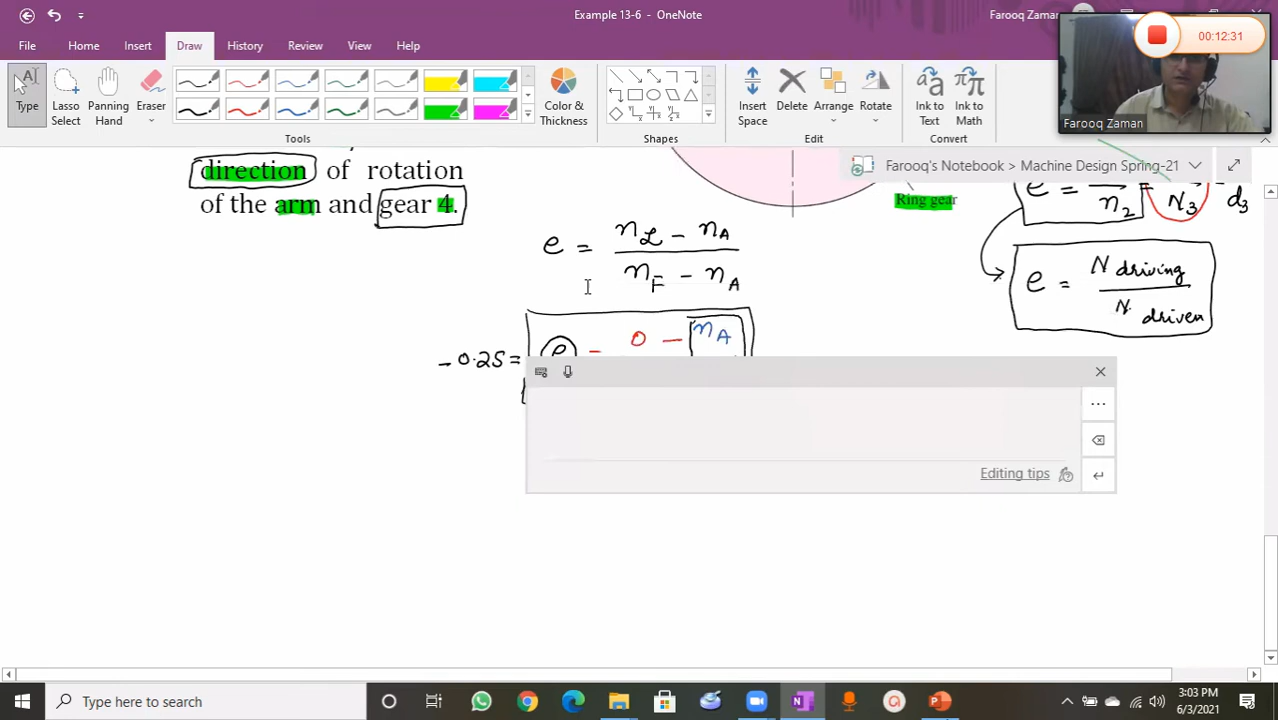 Example 13-6 - OneNote
Farooq Zaman
00:12:31
File Home Insert Draw History Review View Help
Type
Lasso Select
Panning Hand
Eraser
Color & Thickness
Insert Space
Delete
Arrange
Rotate
Ink to Text
Ink to Math
Tools
Shapes
Edit
Convert
Farooq Zaman
Farooq's Notebook > Machine Design Spring-21
direction of rotation
of the arm and gear 4.
Ring gear
e = — / n2 = — / N3 - d3
e = (nL - nA) / (nF - nA)
e = N driving / N driven
- 0.25 =
e = 0 - nA
Editing tips
Type here to search
3:03 PM
6/3/2021